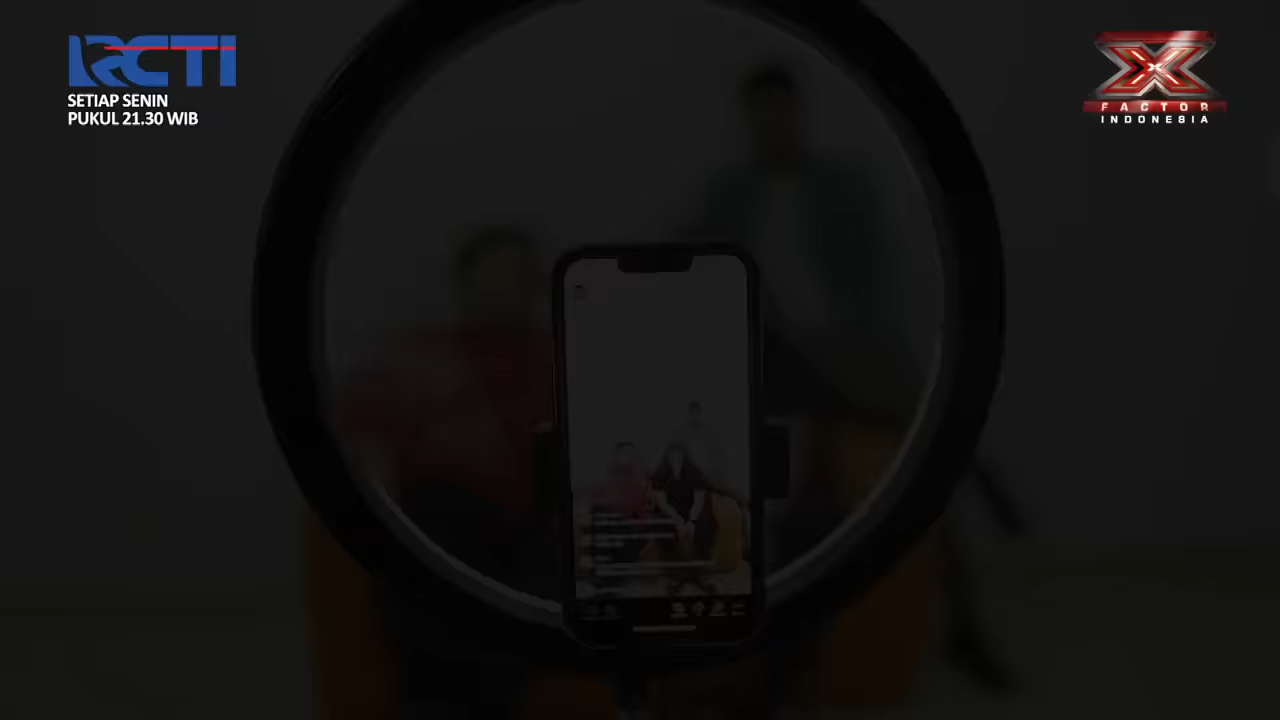 RCTI
SETIAP SENIN
PUKUL 21.30 WIB
X
FACTOR
INDONESIA